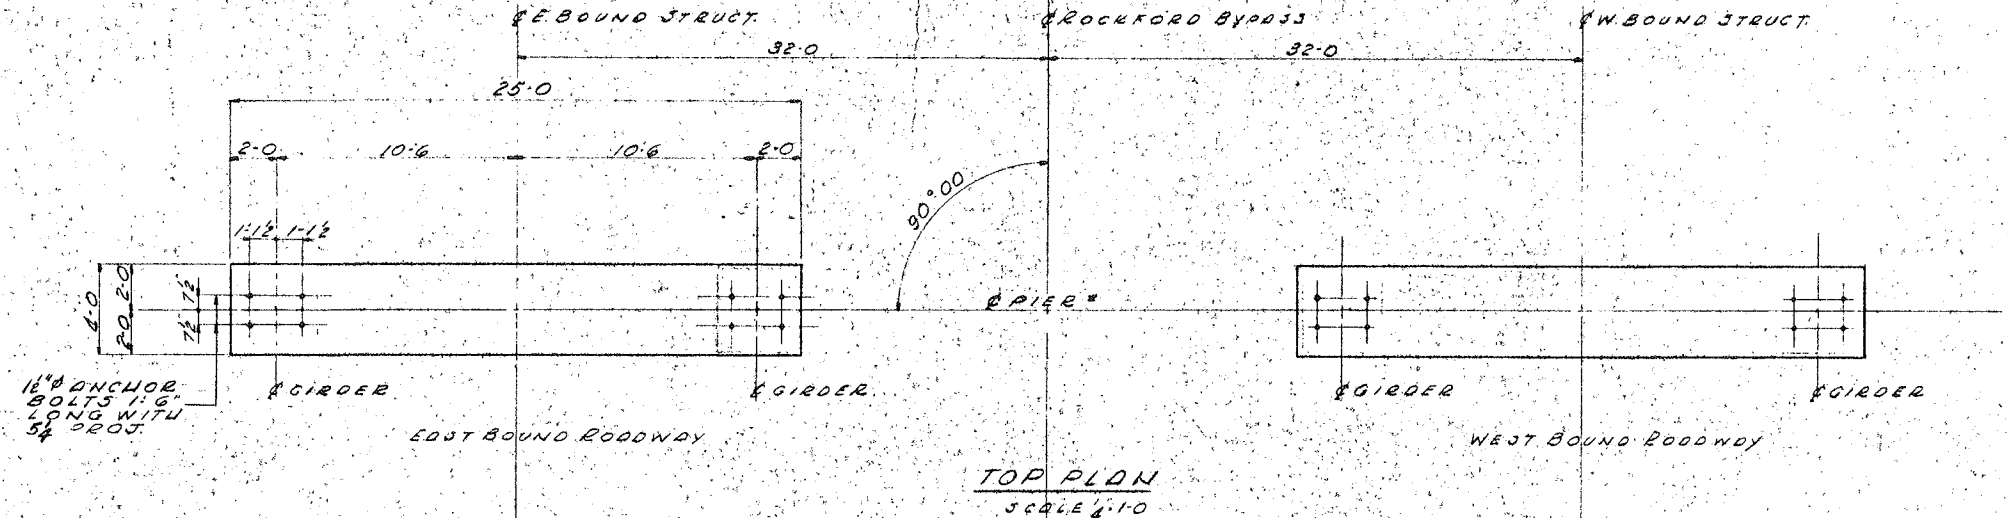 ℄ E. BOUND STRUCT.
℄ ROCKFORD BYPASS
℄ W. BOUND STRUCT.
32-0
32-0
25-0
2-0
10-6
10-6
2-0
90°00
1-1½
1-1½
4-0
2-0
2-0
7½
7½
℄ PIER #
1½"ϕ ANCHOR
BOLTS 1'-6"
LONG WITH
5¼ PROJ.
℄ GIRDER
℄ GIRDER
℄ GIRDER
℄ GIRDER
EAST BOUND ROADWAY
WEST BOUND ROADWAY
TOP PLAN
SCALE ¼-1-0